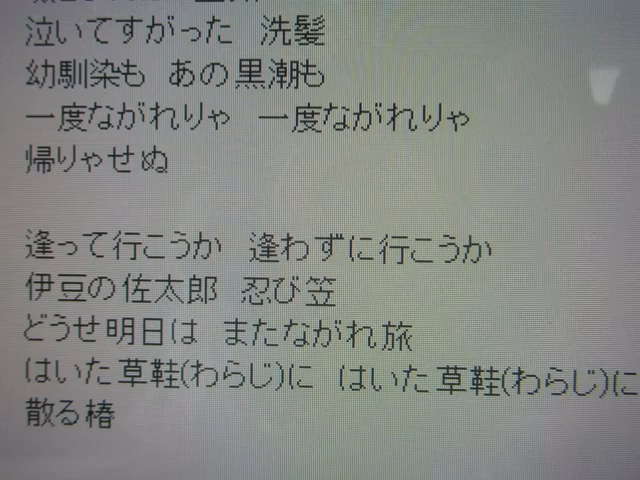 泣いてすがった　洗髪
幼馴染も　あの黒潮も
一度ながれりゃ　一度ながれりゃ
帰りゃせぬ
逢って行こうか　逢わずに行こうか
伊豆の佐太郎　忍び笠
どうせ明日は　またながれ旅
はいた草鞋(わらじ)に　はいた草鞋(わらじ)に
散る椿